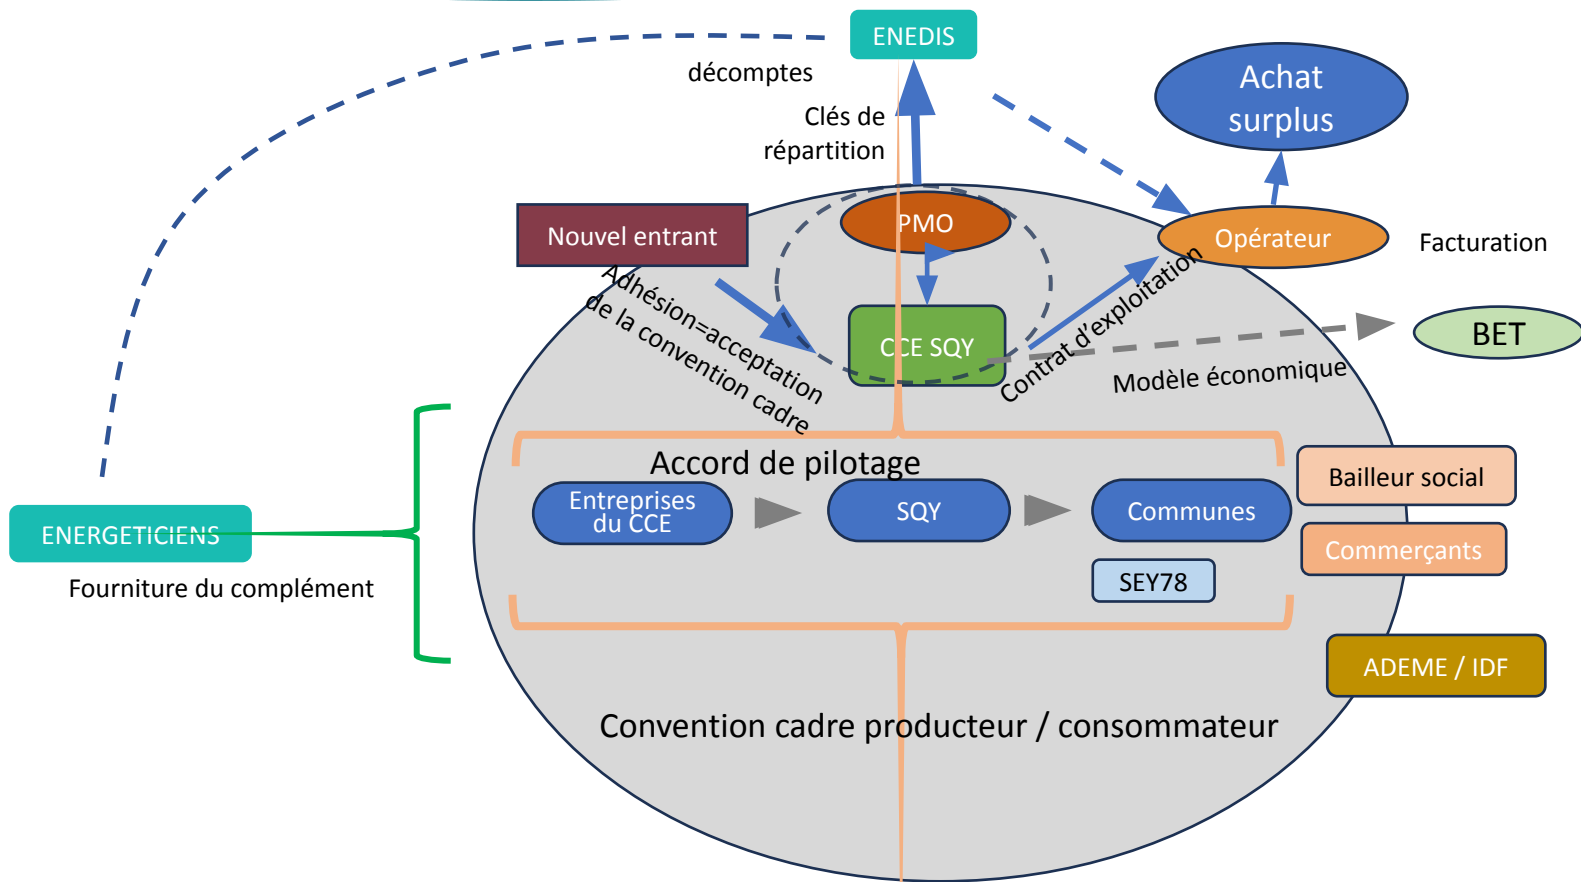 ENEDIS
décomptes
Clés de
répartition
Achat
surplus
Nouvel entrant
PMO
Opérateur
Facturation
Adhésion=acceptation
de la convention cadre
CCE SQY
Contrat d'exploitation
Modèle économique
BET
Accord de pilotage
Entreprises
du CCE
SQY
Communes
Bailleur social
Commerçants
SEY78
ENERGETICIENS
Fourniture du complément
ADEME / IDF
Convention cadre producteur / consommateur